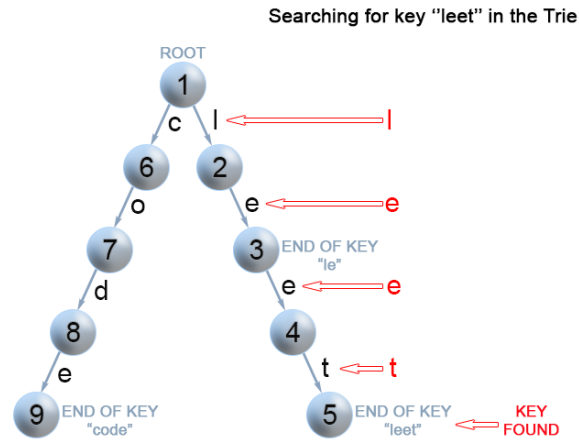 Searching for key "leet" in the Trie
ROOT
1
c l l
6 2
o e e
7 3 END OF KEY
"le"
d e e
8 4
e t t
9 END OF KEY 5 END OF KEY KEY
"code" "leet" FOUND